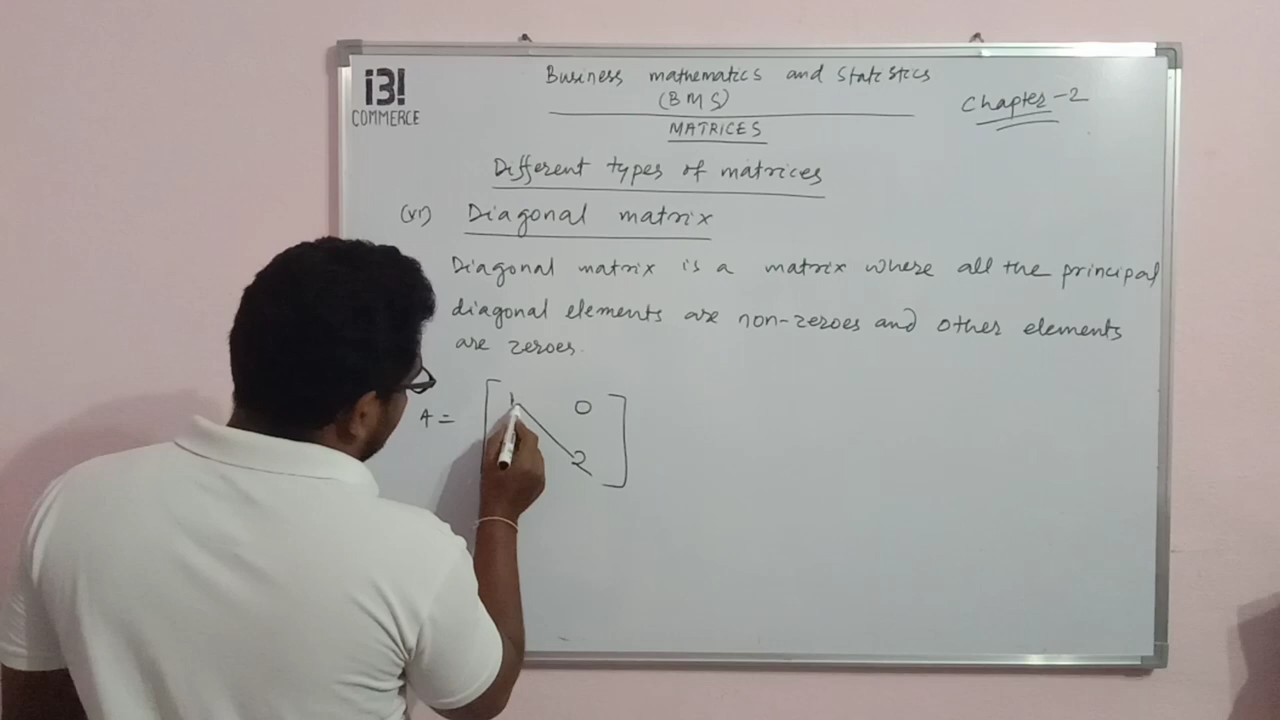 i3!
COMMERCE
Business mathematics and Statistics
(BMS)
Chapter-2
MATRICES
Different types of matrices
(VI) Diagonal matrix
Diagonal matrix is a matrix where all the principal
diagonal elements are non-zeroes and other elements
are zeroes.
A = 1 0
2